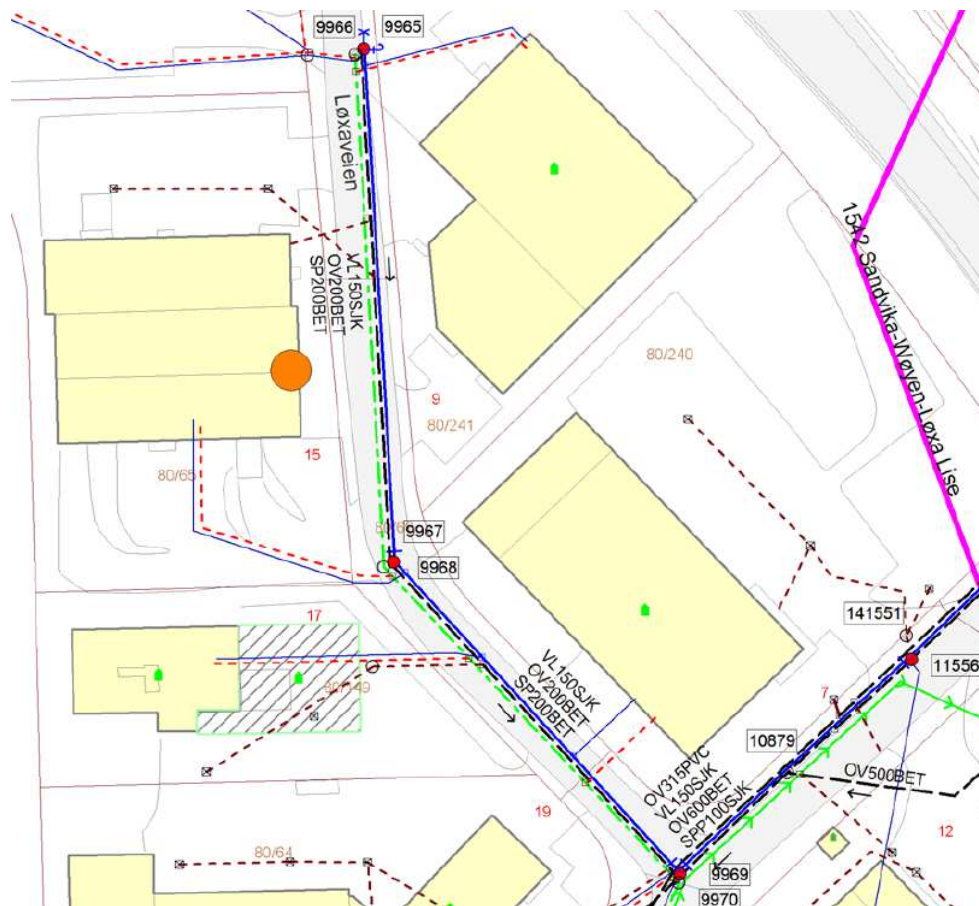 9966
9965
Løxaveien
VL150SJK
OV200BET
SP200BET
1542 Sandvika-Wøyen-Løxa Lise
80/240
9
80/241
15
80/65
9967
9968
17
141551
11556
VL150SJK
OV200BET
SP200BET
7
10879
OV315PVC
VL150SJK
OV600BET
SPP100SJK
OV500BET
19
12
80/64
9969
9970